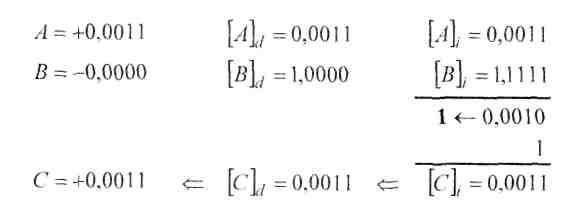 A = +0,0011 [A]d = 0,0011 [A]i = 0,0011
B = −0,0000 [B]d = 1,0000 [B]i = 1,1111
1 ← 0,0010
1
C = +0,0011 ⇐ [C]d = 0,0011 ⇐ [C]i = 0,0011